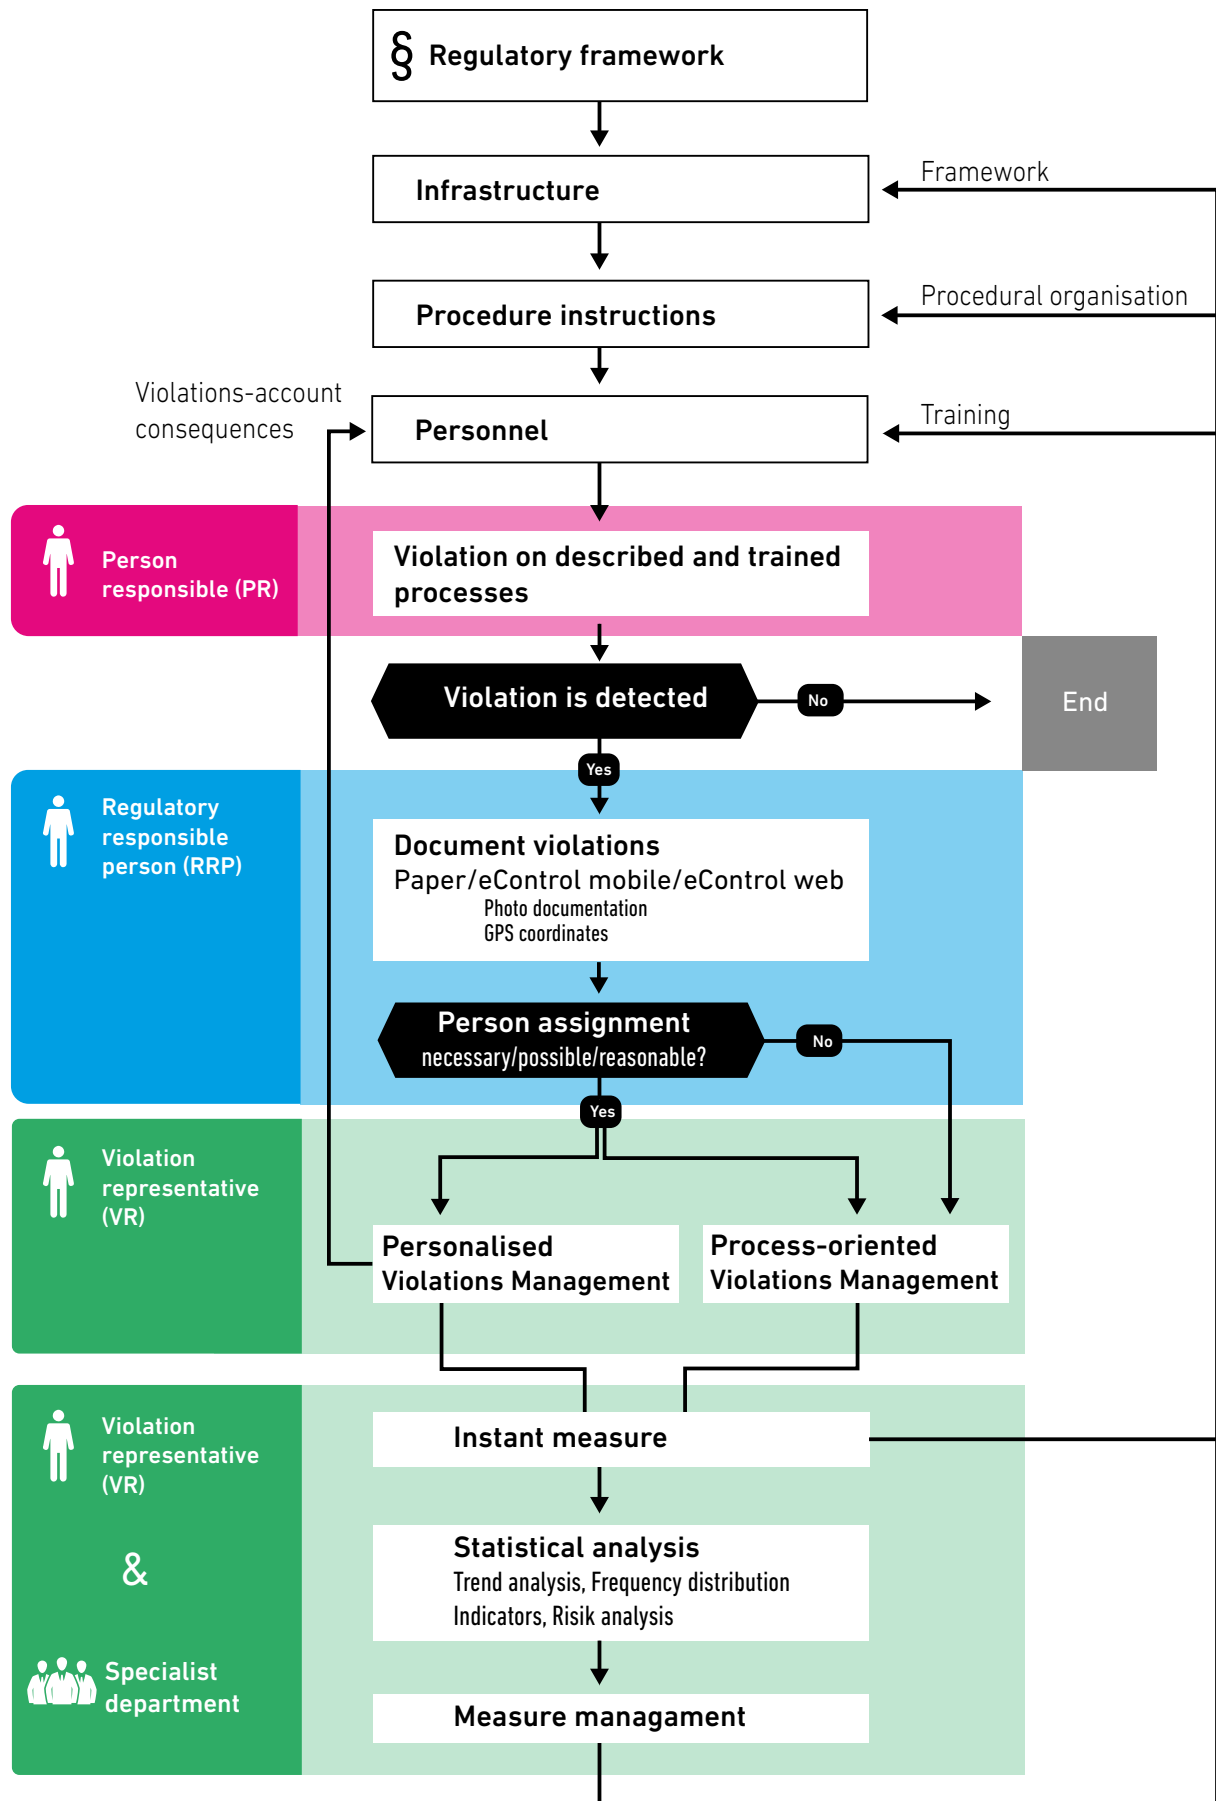 § Regulatory framework
Infrastructure
Framework
Procedure instructions
Procedural organisation
Violations-account
consequences
Personnel
Training
Person
responsible (PR)
Violation on described and trained
processes
Violation is detected
No
End
Yes
Regulatory
responsible
person (RRP)
Document violations
Paper/eControl mobile/eControl web
Photo documentation
GPS coordinates
Person assignment
necessary/possible/reasonable?
No
Yes
Violation
representative
(VR)
Personalised
Violations Management
Process-oriented
Violations Management
Violation
representative
(VR)
&
Specialist
department
Instant measure
Statistical analysis
Trend analysis, Frequency distribution
Indicators, Risik analysis
Measure managament